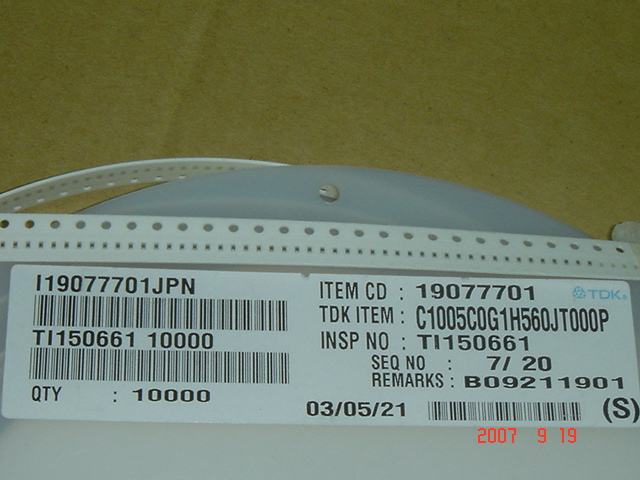 I19077701JPN
TI150661 10000
QTY : 10000
ITEM CD : 19077701
TDK
TDK ITEM : C1005C0G1H560JT000P
INSP NO : TI150661
SEQ NO : 7/ 20
REMARKS : B09211901
03/05/21
(S)
2007 9 19